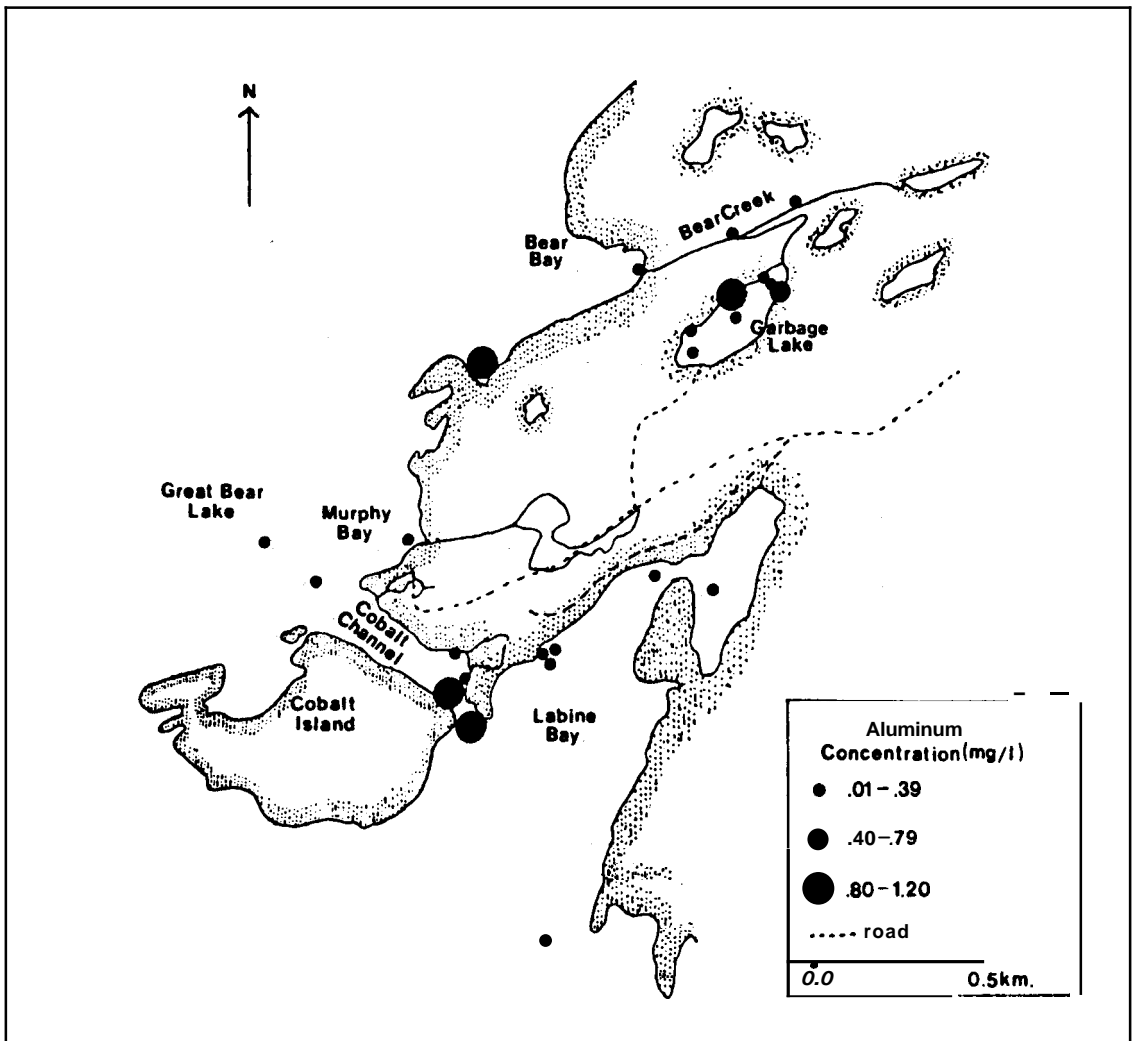 N
Bear Creek
Bear
Bay
Garbage
Lake
Great Bear
Lake
Murphy
Bay
Cobalt
Channel
Cobalt
Island
Labine
Bay
Aluminum
Concentration(mg/l)
.01-.39
.40-.79
.80-1.20
road
0.0
0.5km.